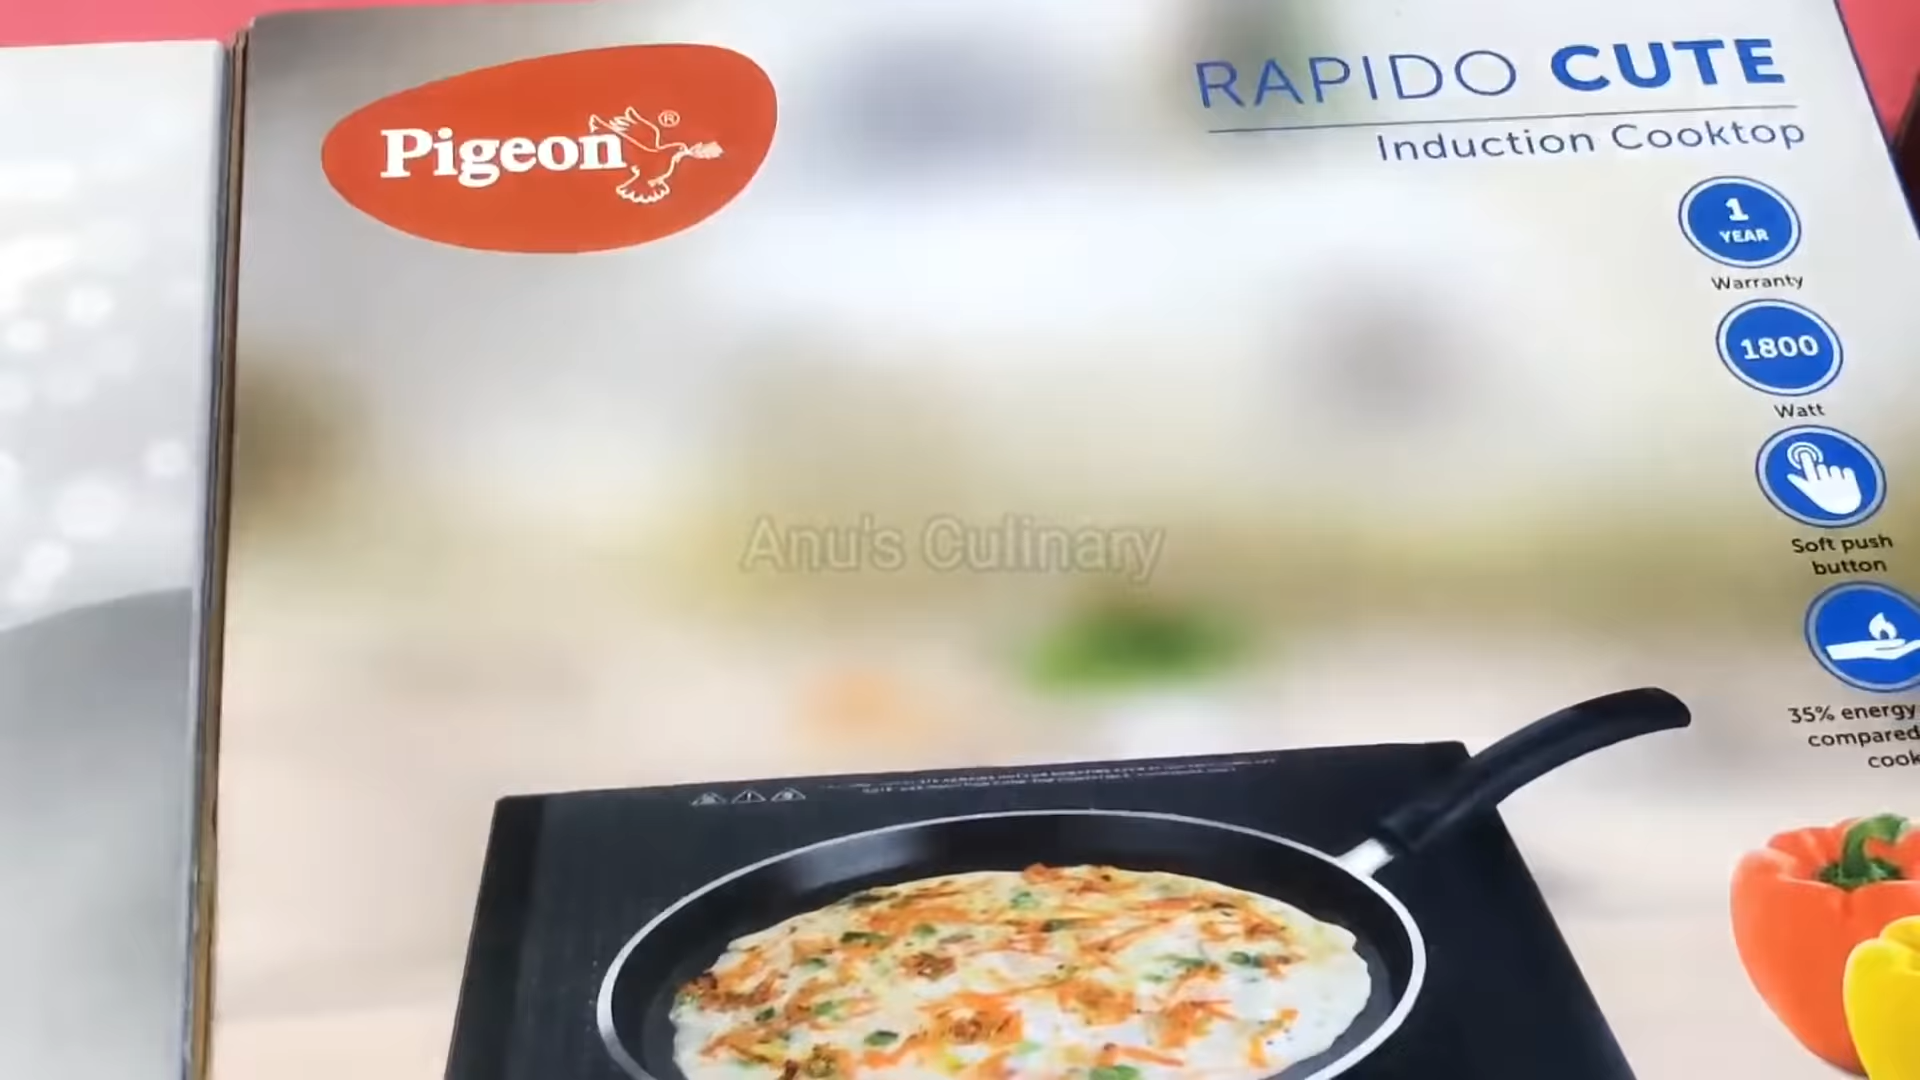 Pigeon®
RAPIDO CUTE
Induction Cooktop
1
YEAR
Warranty
1800
Watt
Soft push
button
35% energy
compared
Anu's Culinary